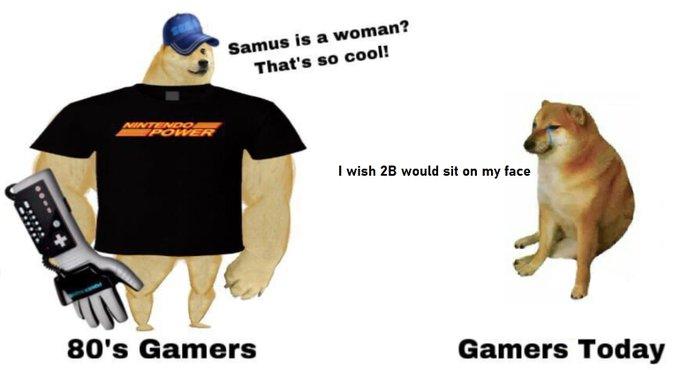 SEGA
Samus is a woman?
That's so cool!
NINTENDO
POWER
I wish 2B would sit on my face
80's Gamers
Gamers Today